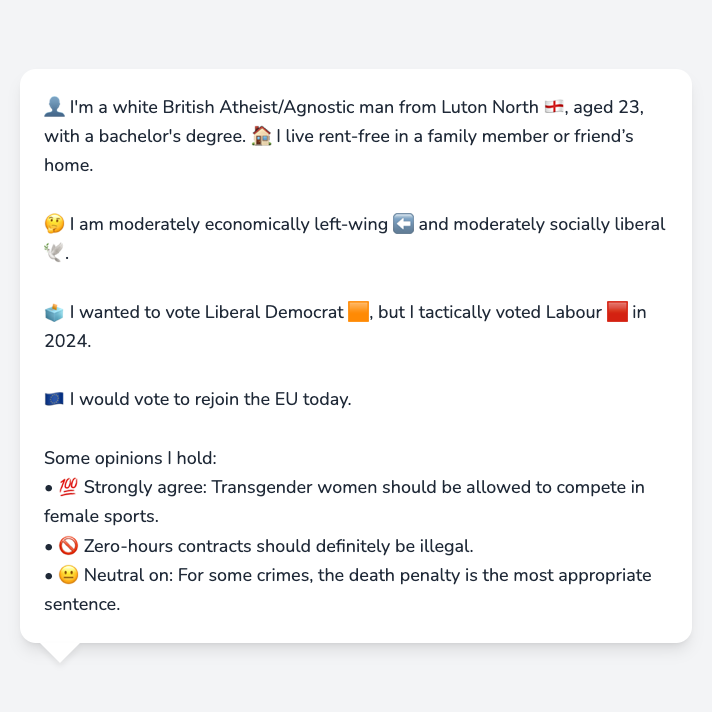 👤 I'm a white British Atheist/Agnostic man from Luton North 🏴󠁧󠁢󠁥󠁮󠁧󠁿, aged 23,
with a bachelor's degree. 🏠 I live rent-free in a family member or friend’s
home.
🤔 I am moderately economically left-wing ⬅️ and moderately socially liberal
🕊️.
🗳️ I wanted to vote Liberal Democrat 🟧, but I tactically voted Labour 🟥 in
2024.
🇪🇺 I would vote to rejoin the EU today.
Some opinions I hold:
• 💯 Strongly agree: Transgender women should be allowed to compete in
female sports.
• 🚫 Zero-hours contracts should definitely be illegal.
• 😐 Neutral on: For some crimes, the death penalty is the most appropriate
sentence.